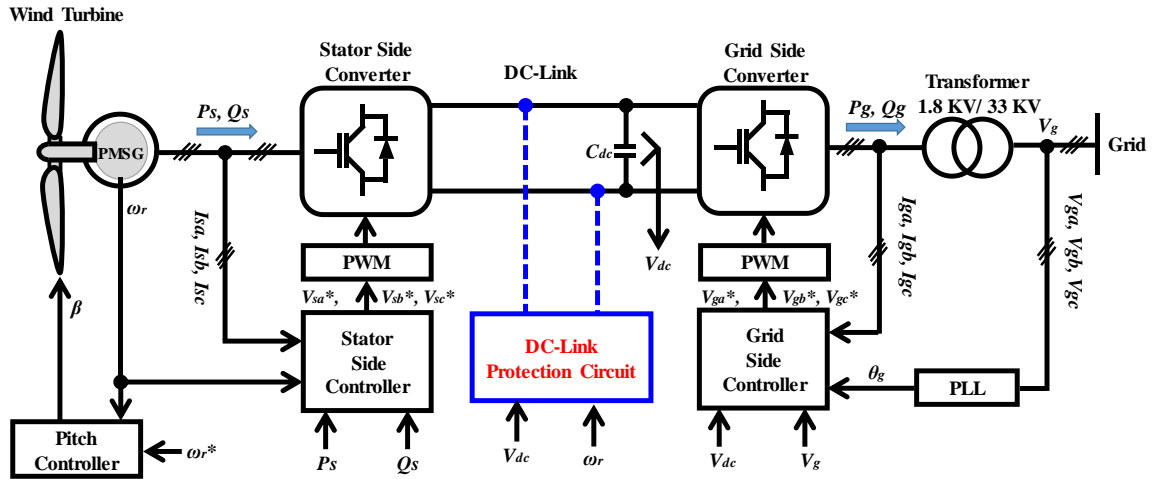 Wind Turbine
Stator Side
Converter
DC-Link
Grid Side
Converter
Transformer
1.8 KV/ 33 KV
Ps, Qs
Pg, Qg
Vg
Grid
PMSG
Cdc
ωr
Isa, Isb, Isc
Iga, Igb, Igc
Vga, Vgb, Vgc
Vdc
PWM
PWM
Vsa*, Vsb*, Vsc*
Vga*, Vgb*, Vgc*
β
Stator
Side
Controller
DC-Link
Protection Circuit
Grid
Side
Controller
θg
PLL
Pitch
Controller
ωr*
Ps
Qs
Vdc
ωr
Vdc
Vg